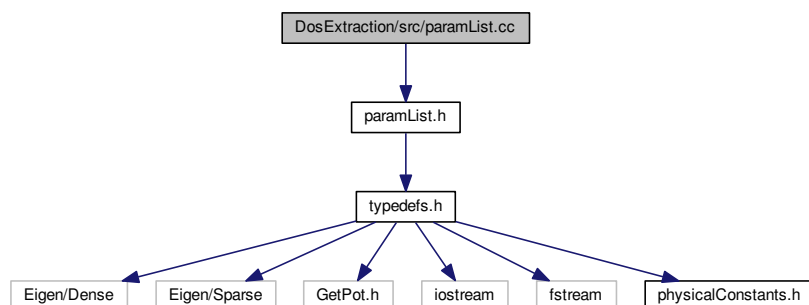 DosExtraction/src/paramList.cc
paramList.h
typedefs.h
Eigen/Dense
Eigen/Sparse
GetPot.h
iostream
fstream
physicalConstants.h